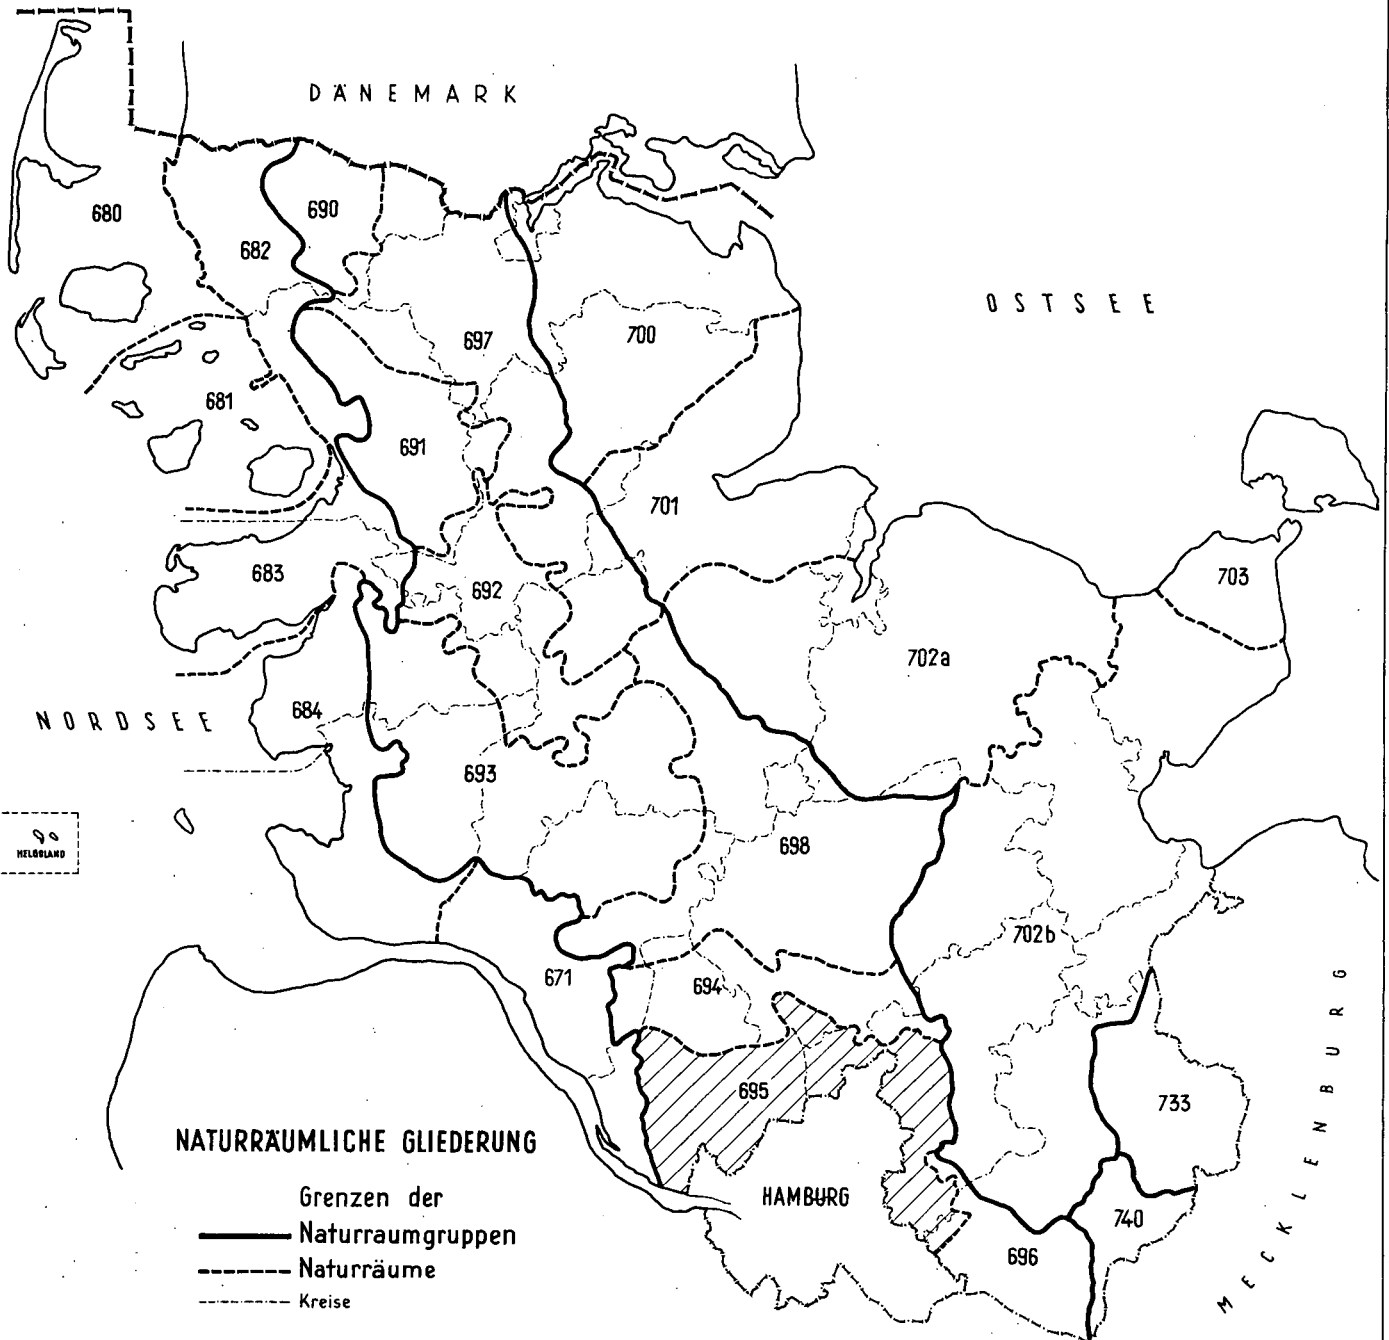 DÄNEMARK
680
690
682
OSTSEE
697
700
681
691
701
683
692
703
702a
NORDSEE
684
693
HELGOLAND
698
702b
671
694
695
733
MECKLENBURG
HAMBURG
740
696
NATURRÄUMLICHE GLIEDERUNG
Grenzen der
Naturraumgruppen
Naturräume
Kreise